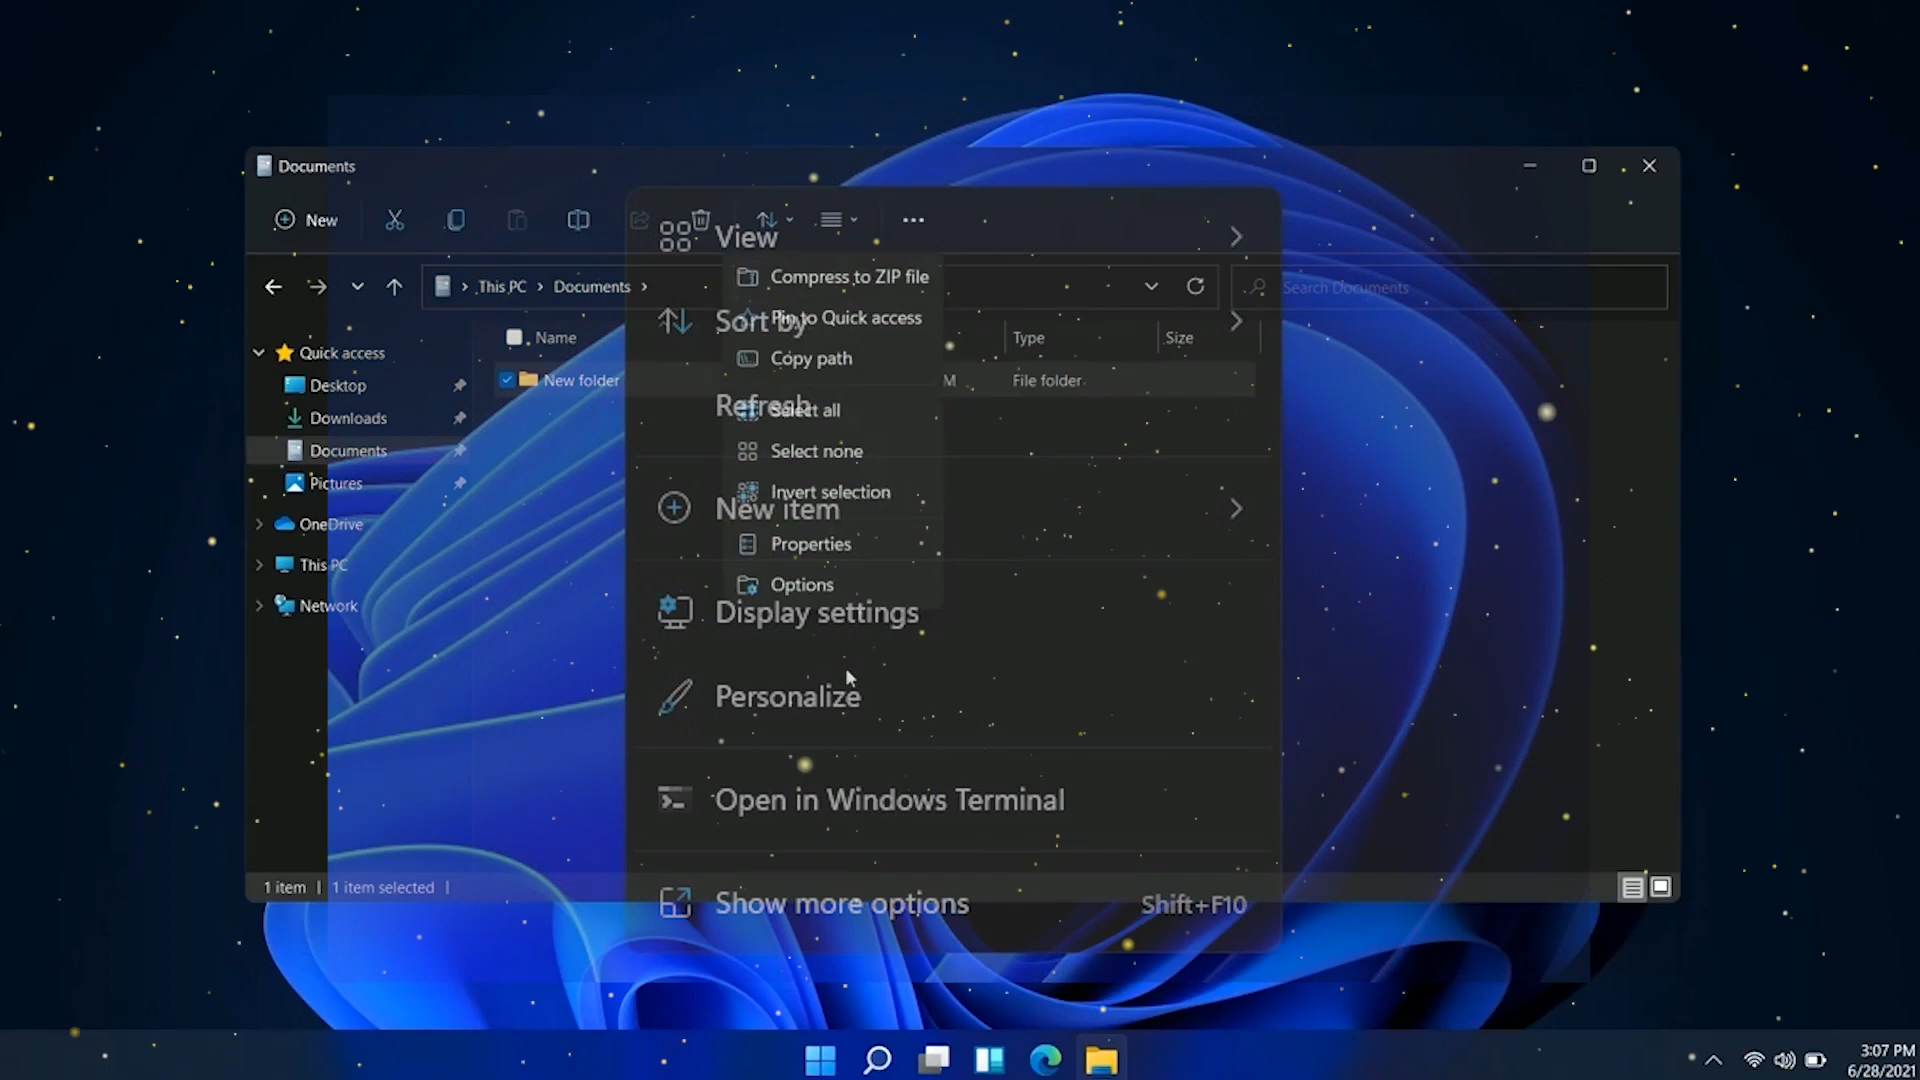 Documents
New
View
Compress to ZIP file
This PC
Documents
Search Documents
Sort by
Pin to Quick access
Name
Type
Size
Quick access
Copy path
New folder
M
File folder
Desktop
Refresh
Select all
Downloads
Documents
Select none
Pictures
Invert selection
New item
OneDrive
Properties
This PC
Options
Network
Display settings
Personalize
Open in Windows Terminal
1 item
1 item selected
Show more options
Shift+F10
3:07 PM
6/28/2021